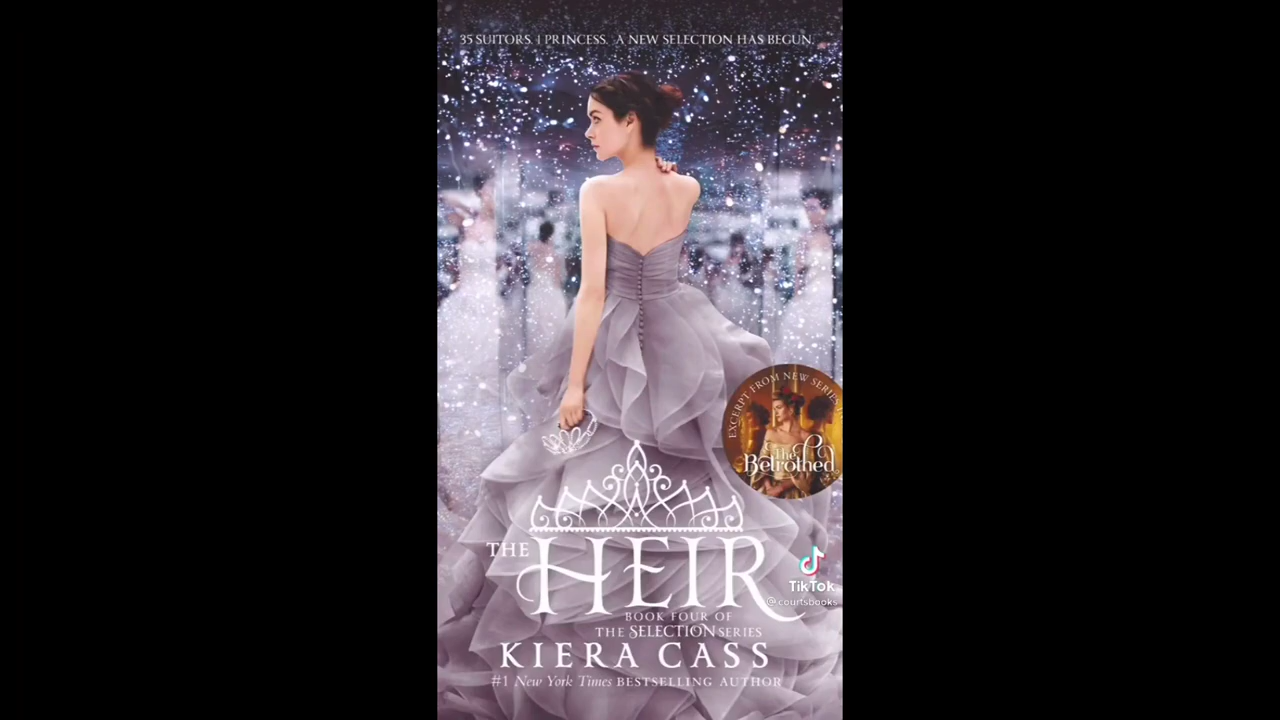 35 SUITORS. 1 PRINCESS. A NEW SELECTION HAS BEGUN.
EXCERPT FROM NEW SERIES
The
Betrothed
THE HEIR
BOOK FOUR OF
THE SELECTION SERIES
KIERA CASS
#1 New York Times BESTSELLING AUTHOR
TikTok
@courtsbooks